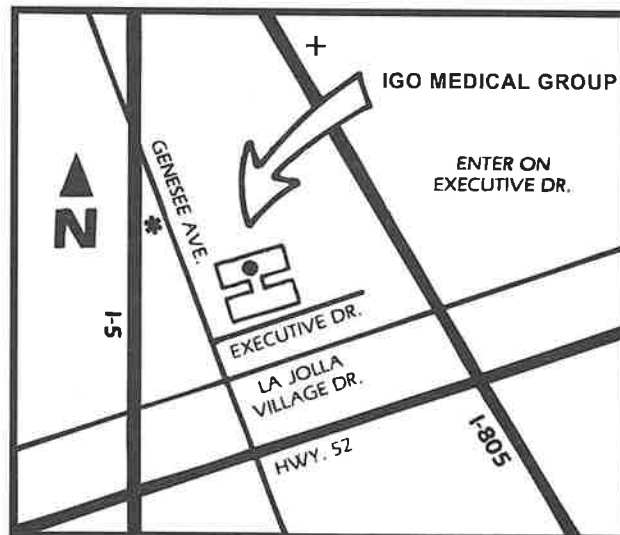 IGO MEDICAL GROUP
ENTER ON
EXECUTIVE DR.
GENESEE AVE.
N
*
I-5
EXECUTIVE DR.
LA JOLLA
VILLAGE DR.
HWY. 52
I-805